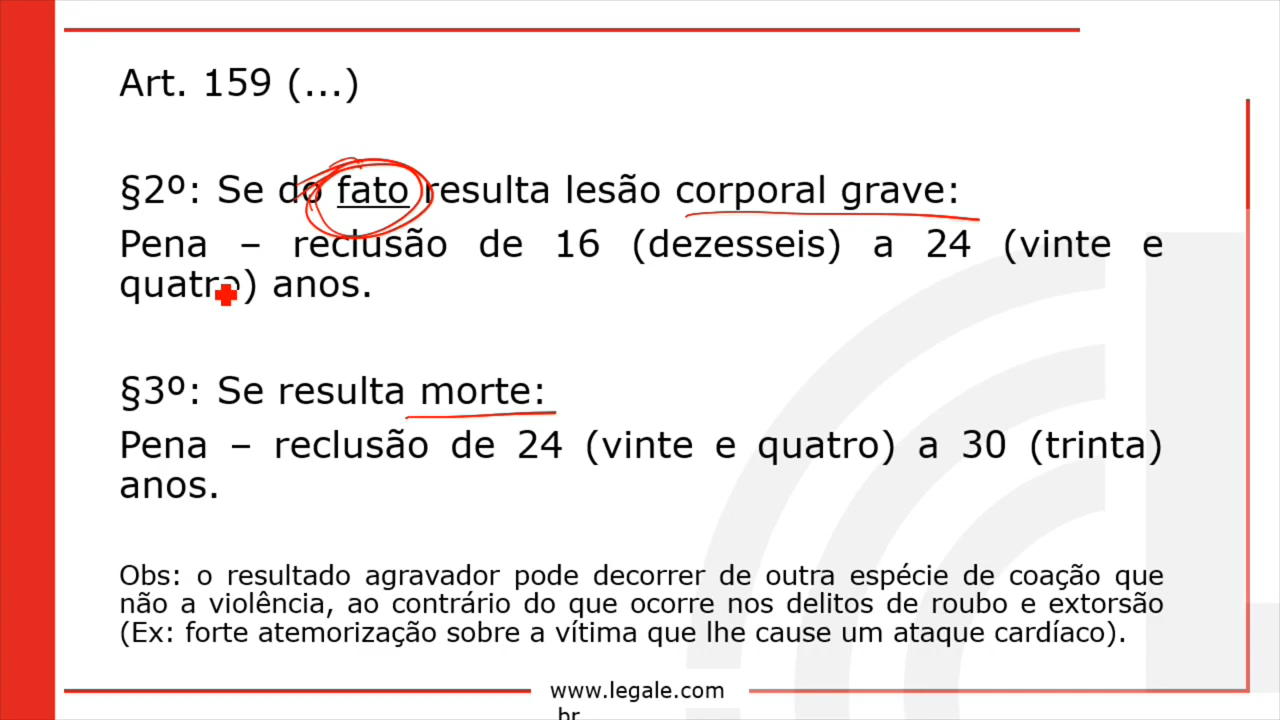 Art. 159 (...)
§2º: Se do fato resulta lesão corporal grave:
Pena – reclusão de 16 (dezesseis) a 24 (vinte e
quatro) anos.
§3º: Se resulta morte:
Pena – reclusão de 24 (vinte e quatro) a 30 (trinta)
anos.
Obs: o resultado agravador pode decorrer de outra espécie de coação que
não a violência, ao contrário do que ocorre nos delitos de roubo e extorsão
(Ex: forte atemorização sobre a vítima que lhe cause um ataque cardíaco).
www.legale.com
br